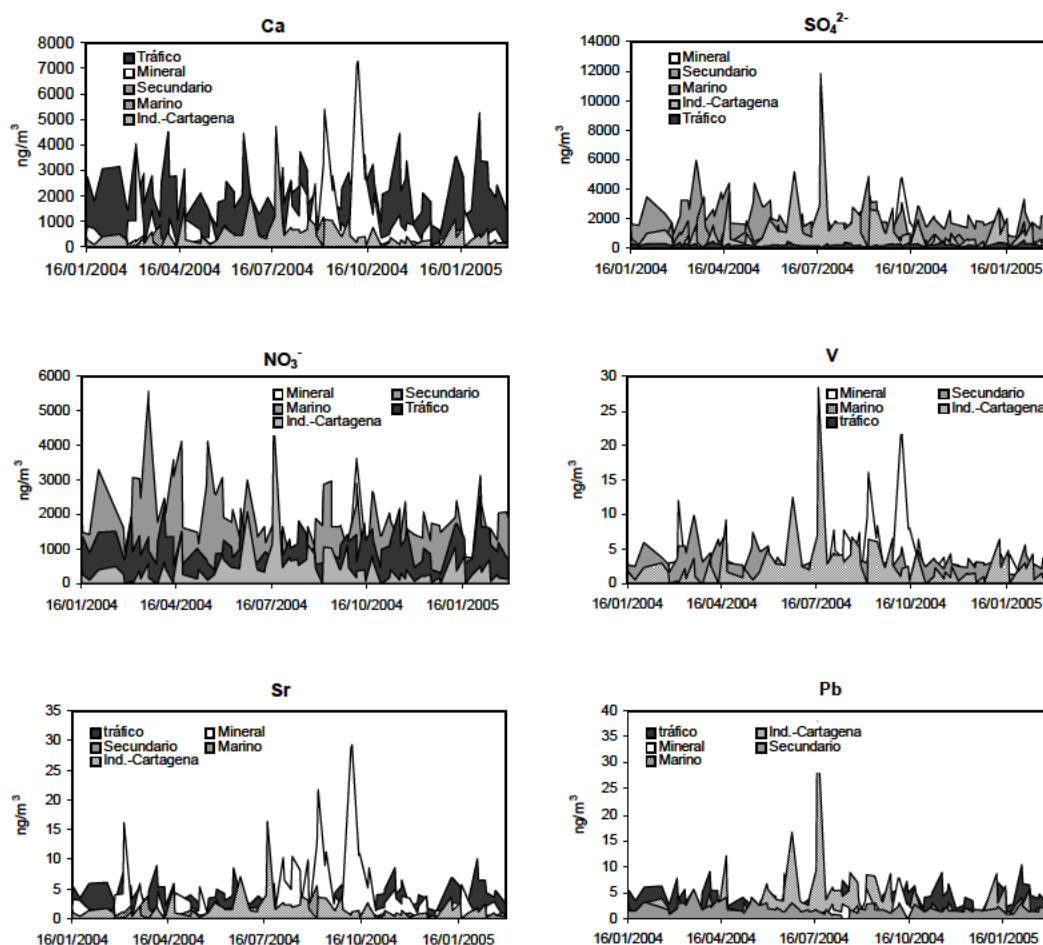 Ca
8000
7000
6000
5000
4000
3000
2000
1000
0
ng/m³
Tráfico
Mineral
Secundario
Marino
Ind.-Cartagena
16/01/2004 16/04/2004 16/07/2004 16/10/2004 16/01/2005
SO₄²⁻
14000
12000
10000
8000
6000
4000
2000
0
ng/m³
Mineral
Secundario
Marino
Ind.-Cartagena
Tráfico
16/01/2004 16/04/2004 16/07/2004 16/10/2004 16/01/2005
NO₃⁻
6000
5000
4000
3000
2000
1000
0
ng/m³
Mineral Secundario
Marino Tráfico
Ind.-Cartagena
16/01/2004 16/04/2004 16/07/2004 16/10/2004 16/01/2005
V
30
25
20
15
10
5
0
ng/m³
Mineral Secundario
Marino Ind.-Cartagena
tráfico
16/01/2004 16/04/2004 16/07/2004 16/10/2004 16/01/2005
Sr
35
30
25
20
15
10
5
0
ng/m³
tráfico Mineral
Secundario Marino
Ind.-Cartagena
16/01/2004 16/04/2004 16/07/2004 16/10/2004 16/01/2005
Pb
40
35
30
25
20
15
10
5
0
ng/m³
tráfico Ind.-Cartagena
Mineral Secundario
Marino
16/01/2004 16/04/2004 16/07/2004 16/10/2004 16/01/2005